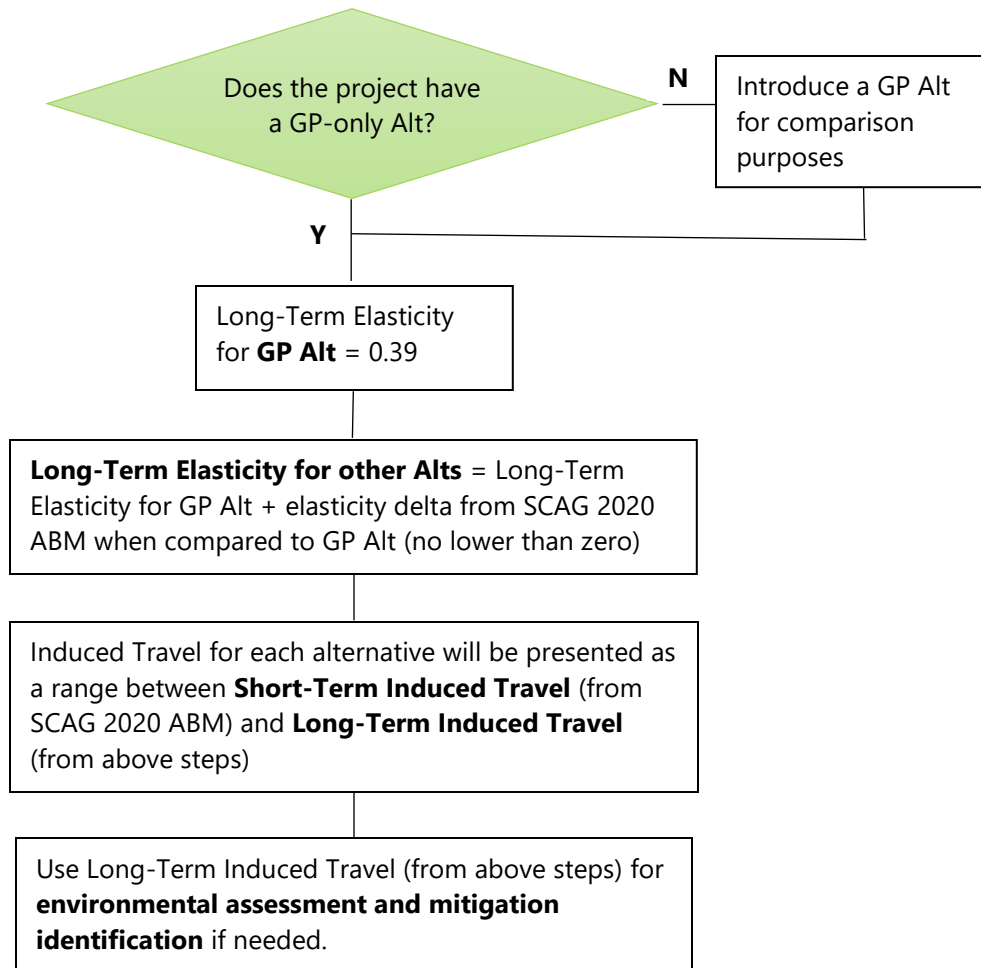 Does the project have
a GP-only Alt?
N
Introduce a GP Alt
for comparison
purposes
Y
Long-Term Elasticity
for GP Alt = 0.39
Long-Term Elasticity for other Alts = Long-Term
Elasticity for GP Alt + elasticity delta from SCAG 2020
ABM when compared to GP Alt (no lower than zero)
Induced Travel for each alternative will be presented as
a range between Short-Term Induced Travel (from
SCAG 2020 ABM) and Long-Term Induced Travel
(from above steps)
Use Long-Term Induced Travel (from above steps) for
environmental assessment and mitigation
identification if needed.